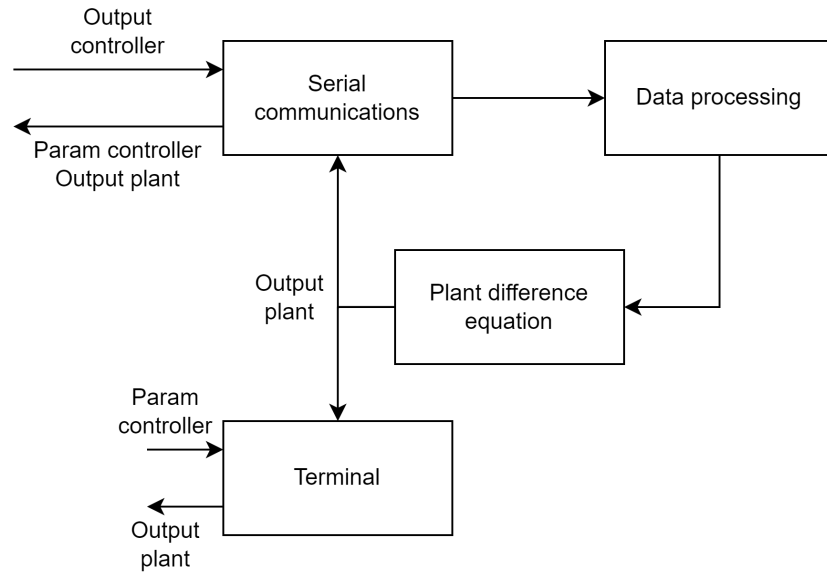 Output
controller
Serial
communications
Data processing
Param controller
Output plant
Output
plant
Plant difference
equation
Param
controller
Terminal
Output
plant